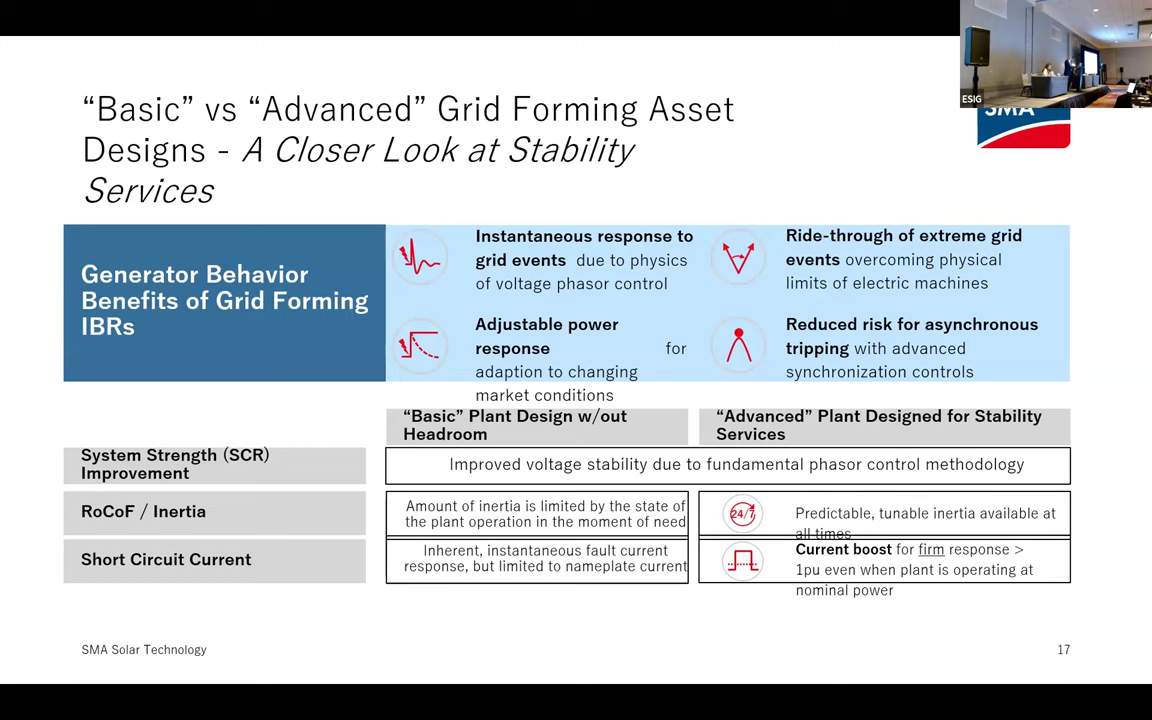 ESIG
SMA
“Basic” vs “Advanced” Grid Forming Asset
Designs - A Closer Look at Stability
Services
Generator Behavior
Benefits of Grid Forming
IBRs
Instantaneous response to
grid events due to physics
of voltage phasor control
Ride-through of extreme grid
events overcoming physical
limits of electric machines
Adjustable power
response for
adaption to changing
market conditions
Reduced risk for asynchronous
tripping with advanced
synchronization controls
“Basic” Plant Design w/out
Headroom
“Advanced” Plant Designed for Stability
Services
System Strength (SCR)
Improvement
Improved voltage stability due to fundamental phasor control methodology
RoCoF / Inertia
Amount of inertia is limited by the state of
the plant operation in the moment of need
24/7
Predictable, tunable inertia available at
all times
Short Circuit Current
Inherent, instantaneous fault current
response, but limited to nameplate current
Current boost for firm response >
1pu even when plant is operating at
nominal power
SMA Solar Technology
17